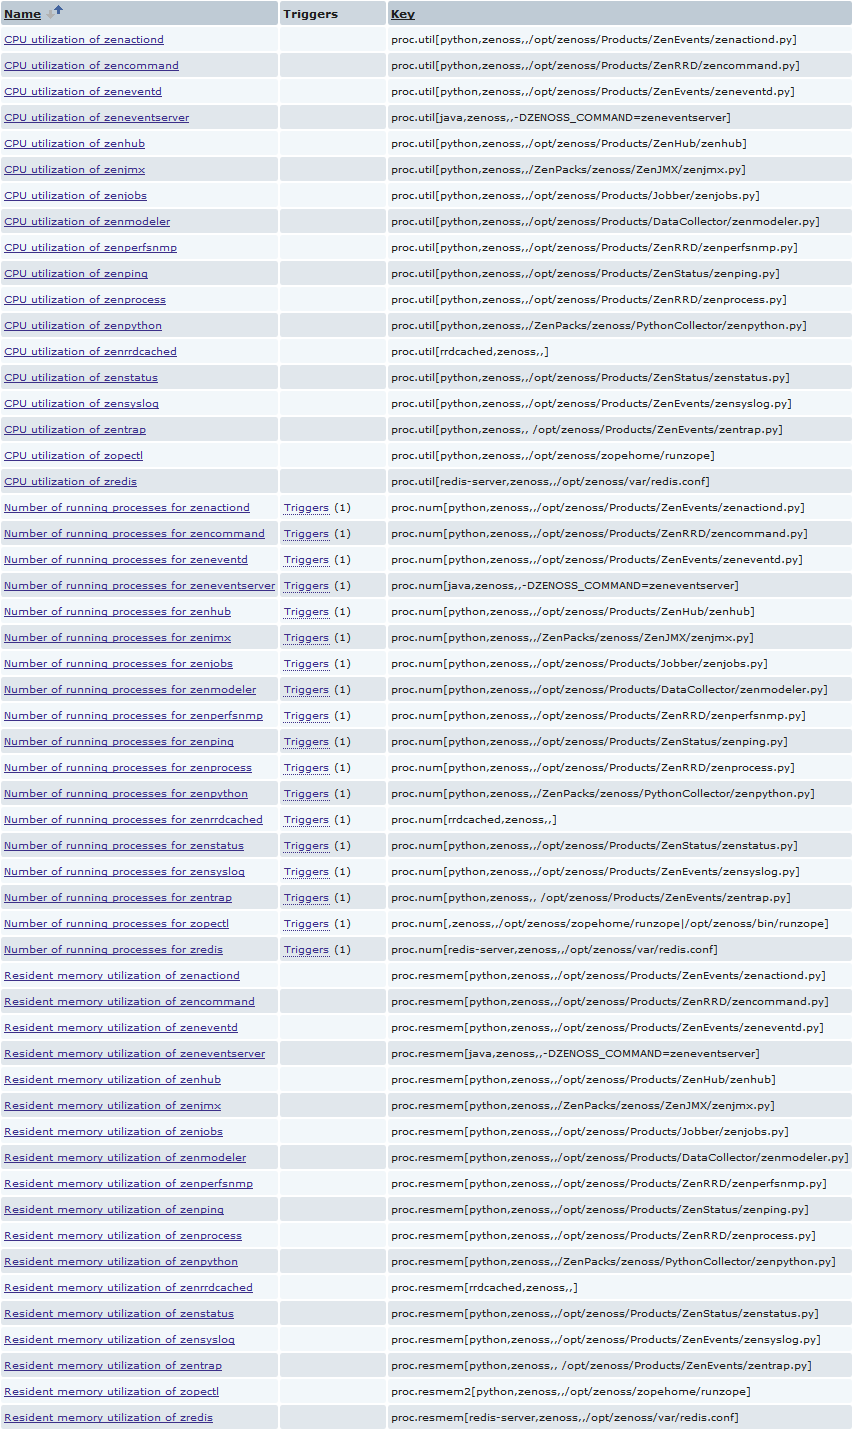 Name Triggers Key
CPU utilization of zenactiond proc.util[python,zenoss,,/opt/zenoss/Products/ZenEvents/zenactiond.py]
CPU utilization of zencommand proc.util[python,zenoss,,/opt/zenoss/Products/ZenRRD/zencommand.py]
CPU utilization of zeneventd proc.util[python,zenoss,,/opt/zenoss/Products/ZenEvents/zeneventd.py]
CPU utilization of zeneventserver proc.util[java,zenoss,,-DZENOSS_COMMAND=zeneventserver]
CPU utilization of zenhub proc.util[python,zenoss,,/opt/zenoss/Products/ZenHub/zenhub]
CPU utilization of zenjmx proc.util[python,zenoss,,/ZenPacks/zenoss/ZenJMX/zenjmx.py]
CPU utilization of zenjobs proc.util[python,zenoss,,/opt/zenoss/Products/Jobber/zenjobs.py]
CPU utilization of zenmodeler proc.util[python,zenoss,,/opt/zenoss/Products/DataCollector/zenmodeler.py]
CPU utilization of zenperfsnmp proc.util[python,zenoss,,/opt/zenoss/Products/ZenRRD/zenperfsnmp.py]
CPU utilization of zenping proc.util[python,zenoss,,/opt/zenoss/Products/ZenStatus/zenping.py]
CPU utilization of zenprocess proc.util[python,zenoss,,/opt/zenoss/Products/ZenRRD/zenprocess.py]
CPU utilization of zenpython proc.util[python,zenoss,,/ZenPacks/zenoss/PythonCollector/zenpython.py]
CPU utilization of zenrrdcached proc.util[rrdcached,zenoss,,]
CPU utilization of zenstatus proc.util[python,zenoss,,/opt/zenoss/Products/ZenStatus/zenstatus.py]
CPU utilization of zensyslog proc.util[python,zenoss,,/opt/zenoss/Products/ZenEvents/zensyslog.py]
CPU utilization of zentrap proc.util[python,zenoss,, /opt/zenoss/Products/ZenEvents/zentrap.py]
CPU utilization of zopectl proc.util[python,zenoss,,/opt/zenoss/zopehome/runzope]
CPU utilization of zredis proc.util[redis-server,zenoss,,/opt/zenoss/var/redis.conf]
Number of running processes for zenactiond Triggers (1) proc.num[python,zenoss,,/opt/zenoss/Products/ZenEvents/zenactiond.py]
Number of running processes for zencommand Triggers (1) proc.num[python,zenoss,,/opt/zenoss/Products/ZenRRD/zencommand.py]
Number of running processes for zeneventd Triggers (1) proc.num[python,zenoss,,/opt/zenoss/Products/ZenEvents/zeneventd.py]
Number of running processes for zeneventserver Triggers (1) proc.num[java,zenoss,,-DZENOSS_COMMAND=zeneventserver]
Number of running processes for zenhub Triggers (1) proc.num[python,zenoss,,/opt/zenoss/Products/ZenHub/zenhub]
Number of running processes for zenjmx Triggers (1) proc.num[python,zenoss,,/ZenPacks/zenoss/ZenJMX/zenjmx.py]
Number of running processes for zenjobs Triggers (1) proc.num[python,zenoss,,/opt/zenoss/Products/Jobber/zenjobs.py]
Number of running processes for zenmodeler Triggers (1) proc.num[python,zenoss,,/opt/zenoss/Products/DataCollector/zenmodeler.py]
Number of running processes for zenperfsnmp Triggers (1) proc.num[python,zenoss,,/opt/zenoss/Products/ZenRRD/zenperfsnmp.py]
Number of running processes for zenping Triggers (1) proc.num[python,zenoss,,/opt/zenoss/Products/ZenStatus/zenping.py]
Number of running processes for zenprocess Triggers (1) proc.num[python,zenoss,,/opt/zenoss/Products/ZenRRD/zenprocess.py]
Number of running processes for zenpython Triggers (1) proc.num[python,zenoss,,/ZenPacks/zenoss/PythonCollector/zenpython.py]
Number of running processes for zenrrdcached Triggers (1) proc.num[rrdcached,zenoss,,]
Number of running processes for zenstatus Triggers (1) proc.num[python,zenoss,,/opt/zenoss/Products/ZenStatus/zenstatus.py]
Number of running processes for zensyslog Triggers (1) proc.num[python,zenoss,,/opt/zenoss/Products/ZenEvents/zensyslog.py]
Number of running processes for zentrap Triggers (1) proc.num[python,zenoss,, /opt/zenoss/Products/ZenEvents/zentrap.py]
Number of running processes for zopectl Triggers (1) proc.num[,zenoss,,/opt/zenoss/zopehome/runzope|/opt/zenoss/bin/runzope]
Number of running processes for zredis Triggers (1) proc.num[redis-server,zenoss,,/opt/zenoss/var/redis.conf]
Resident memory utilization of zenactiond proc.resmem[python,zenoss,,/opt/zenoss/Products/ZenEvents/zenactiond.py]
Resident memory utilization of zencommand proc.resmem[python,zenoss,,/opt/zenoss/Products/ZenRRD/zencommand.py]
Resident memory utilization of zeneventd proc.resmem[python,zenoss,,/opt/zenoss/Products/ZenEvents/zeneventd.py]
Resident memory utilization of zeneventserver proc.resmem[java,zenoss,,-DZENOSS_COMMAND=zeneventserver]
Resident memory utilization of zenhub proc.resmem[python,zenoss,,/opt/zenoss/Products/ZenHub/zenhub]
Resident memory utilization of zenjmx proc.resmem[python,zenoss,,/ZenPacks/zenoss/ZenJMX/zenjmx.py]
Resident memory utilization of zenjobs proc.resmem[python,zenoss,,/opt/zenoss/Products/Jobber/zenjobs.py]
Resident memory utilization of zenmodeler proc.resmem[python,zenoss,,/opt/zenoss/Products/DataCollector/zenmodeler.py]
Resident memory utilization of zenperfsnmp proc.resmem[python,zenoss,,/opt/zenoss/Products/ZenRRD/zenperfsnmp.py]
Resident memory utilization of zenping proc.resmem[python,zenoss,,/opt/zenoss/Products/ZenStatus/zenping.py]
Resident memory utilization of zenprocess proc.resmem[python,zenoss,,/opt/zenoss/Products/ZenRRD/zenprocess.py]
Resident memory utilization of zenpython proc.resmem[python,zenoss,,/ZenPacks/zenoss/PythonCollector/zenpython.py]
Resident memory utilization of zenrrdcached proc.resmem[rrdcached,zenoss,,]
Resident memory utilization of zenstatus proc.resmem[python,zenoss,,/opt/zenoss/Products/ZenStatus/zenstatus.py]
Resident memory utilization of zensyslog proc.resmem[python,zenoss,,/opt/zenoss/Products/ZenEvents/zensyslog.py]
Resident memory utilization of zentrap proc.resmem[python,zenoss,, /opt/zenoss/Products/ZenEvents/zentrap.py]
Resident memory utilization of zopectl proc.resmem2[python,zenoss,,/opt/zenoss/zopehome/runzope]
Resident memory utilization of zredis proc.resmem[redis-server,zenoss,,/opt/zenoss/var/redis.conf]